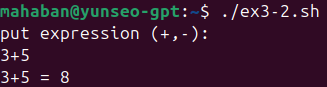 mahaban@yunseo-gpt:~$ ./ex3-2.sh
put expression (+,-):
3+5
3+5 = 8